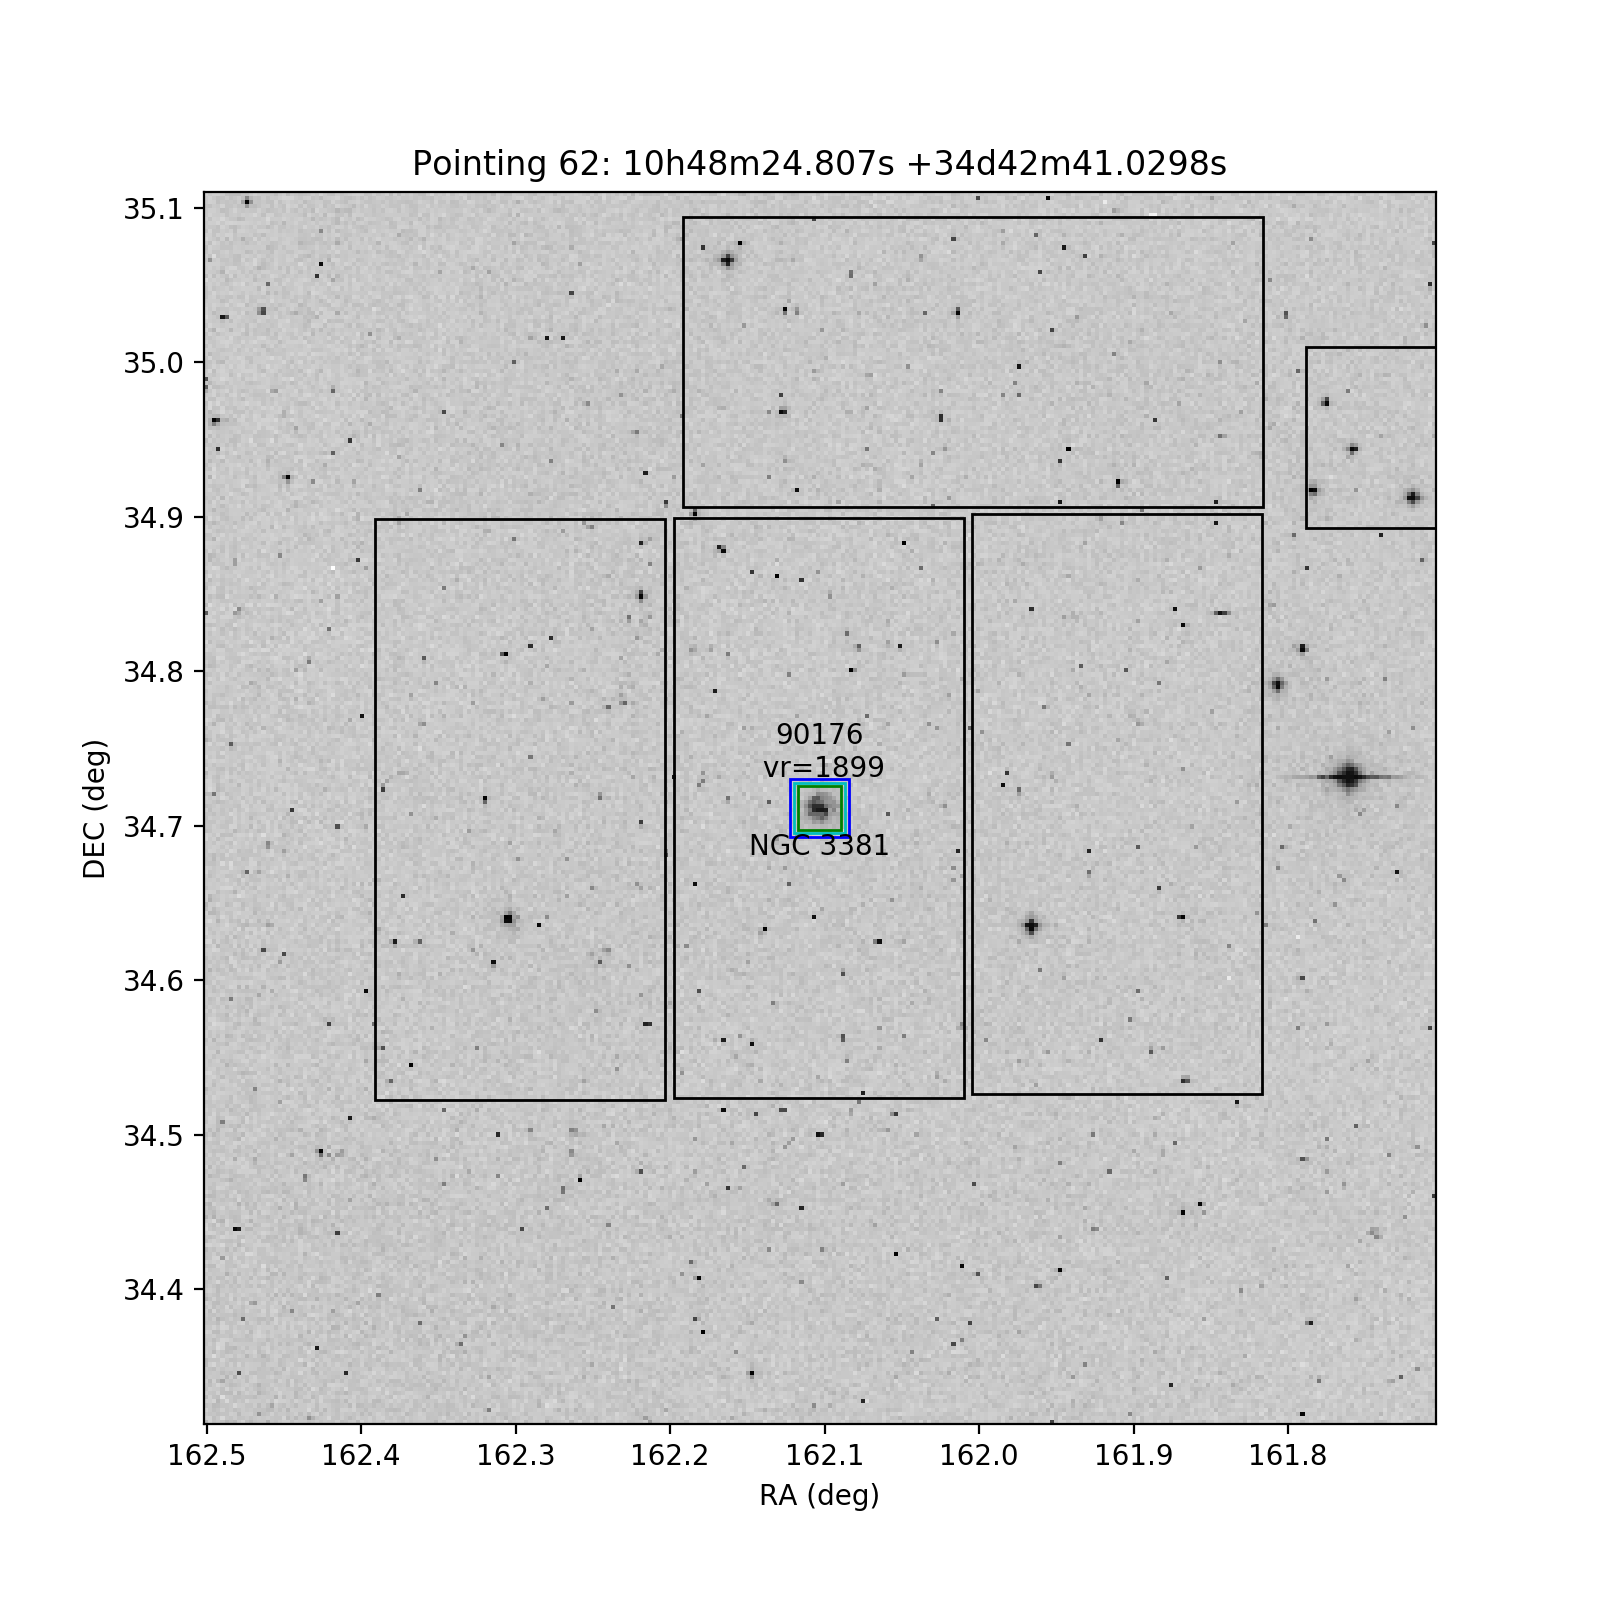 Pointing 62: 10h48m24.807s +34d42m41.0298s
35.1
35.0
34.9
34.8
34.7
34.6
34.5
34.4
DEC (deg)
90176
vr=1899
NGC 3381
162.5 162.4 162.3 162.2 162.1 162.0 161.9 161.8
RA (deg)